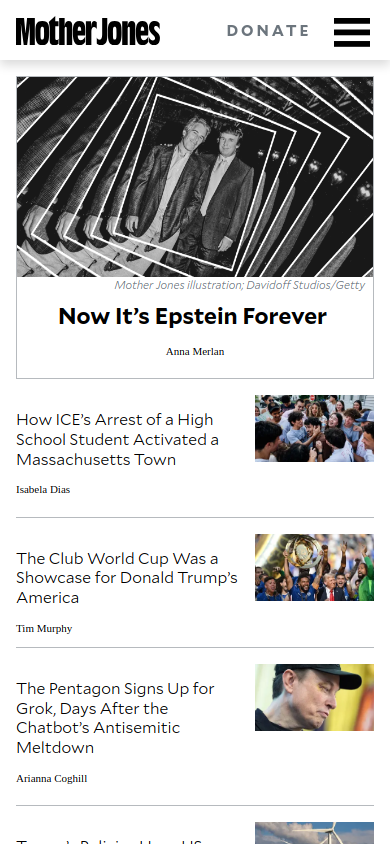 Mother Jones
DONATE
Mother Jones illustration; Davidoff Studios/Getty
Now It’s Epstein Forever
Anna Merlan
How ICE’s Arrest of a High
School Student Activated a
Massachusetts Town
Isabela Dias
The Club World Cup Was a
Showcase for Donald Trump’s
America
Tim Murphy
The Pentagon Signs Up for
Grok, Days After the
Chatbot’s Antisemitic
Meltdown
Arianna Coghill